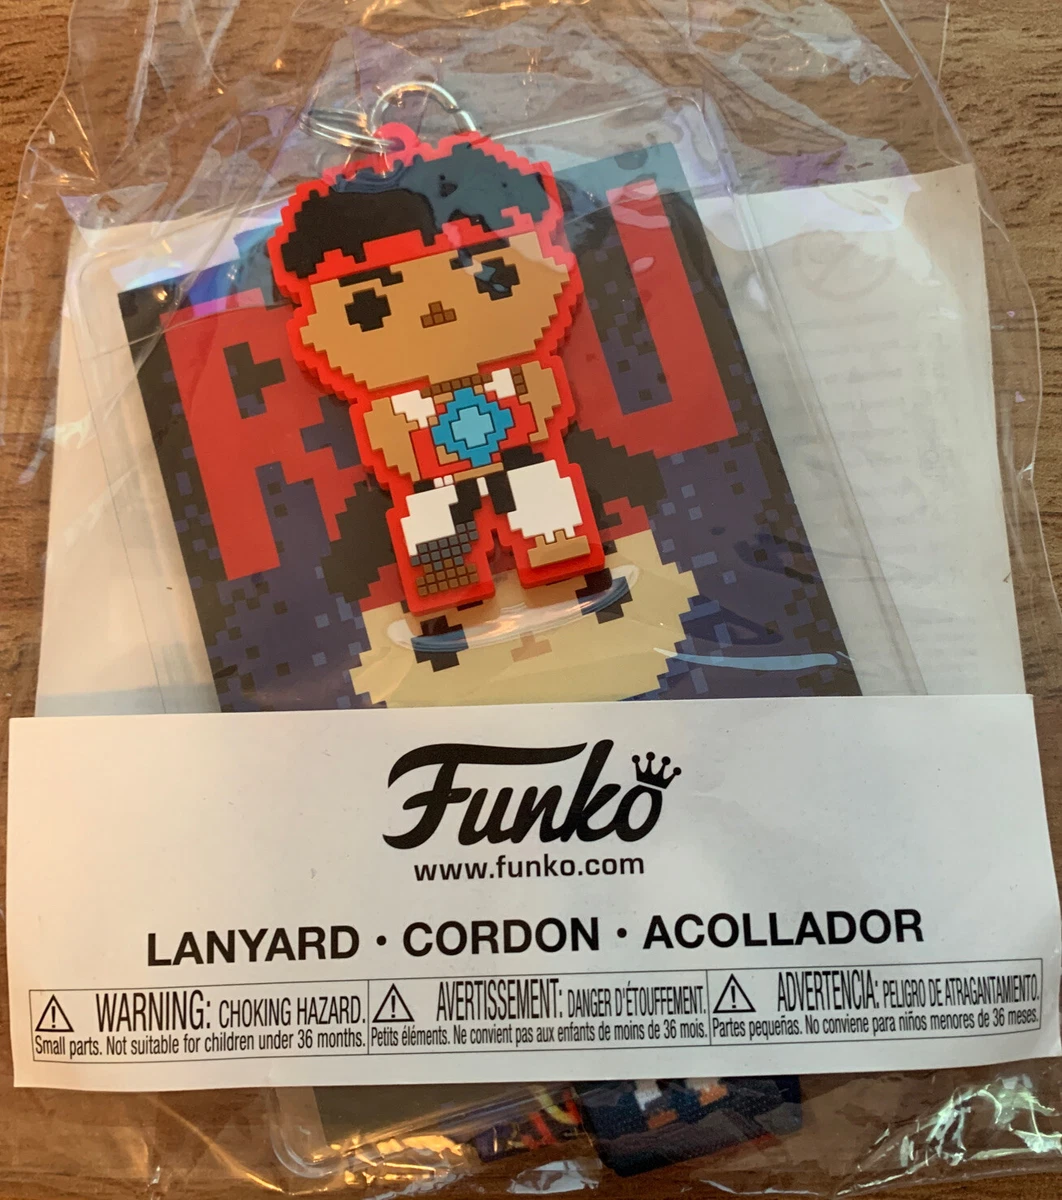 RYU
Funko
www.funko.com
LANYARD • CORDON • ACOLLADOR
WARNING: CHOKING HAZARD.
Small parts. Not suitable for children under 36 months.
AVERTISSEMENT: DANGER D'ÉTOUFFEMENT.
Petits éléments. Ne convient pas aux enfants de moins de 36 mois.
ADVERTENCIA: PELIGRO DE ATRAGANTAMIENTO.
Partes pequeñas. No conviene para niños menores de 36 meses.